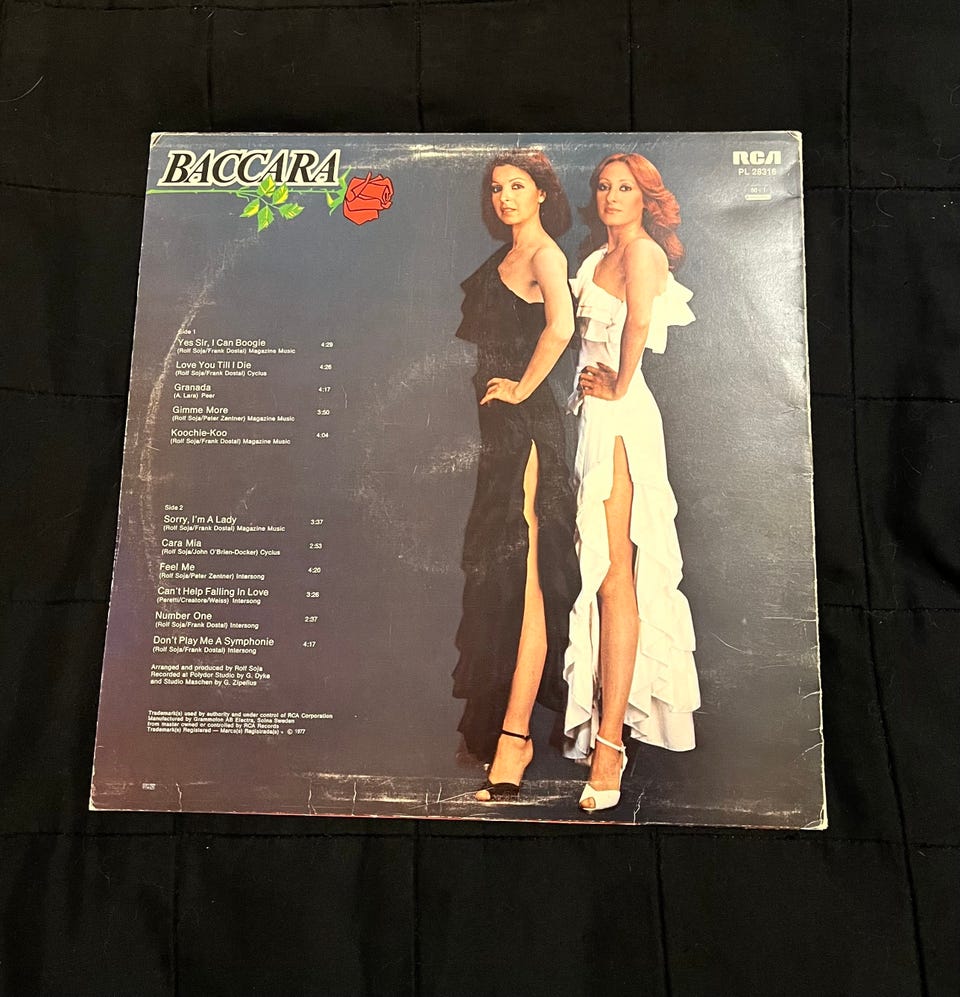 BACCARA
RCA
PL 28316
Side 1
Yes Sir, I Can Boogie 4:29
(Rolf Soja/Frank Dostal) Magazine Music
Love You Till I Die 4:26
(Rolf Soja/Frank Dostal) Cyclus
Granada 4:17
(A. Lara) Peer
Gimme More 3:50
(Rolf Soja/Peter Zentner) Magazine Music
Koochie-Koo 4:04
(Rolf Soja/Frank Dostal) Magazine Music
Side 2
Sorry, I'm A Lady 3:37
(Rolf Soja/Frank Dostal) Magazine Music
Cara Mia 2:53
(Rolf Soja/John O'Brien-Docker) Cyclus
Feel Me 4:20
(Rolf Soja/Peter Zentner) Intersong
Can't Help Falling In Love 3:26
(Peretti/Creatore/Weiss) Intersong
Number One 2:37
(Rolf Soja/Frank Dostal) Intersong
Don't Play Me A Symphonie 4:17
(Rolf Soja/Frank Dostal) Intersong
Arranged and produced by Rolf Soja
Recorded at Polydor Studio by G. Dyke
and Studio Maschen by G. Zipelius
Trademark(s) used by authority and under control of RCA Corporation
Manufactured by Grammofon AB Electra, Solna Sweden
from master owned or controlled by RCA Records
Trademark(s) Registered — Marca(s) Registrada(s) • © 1977